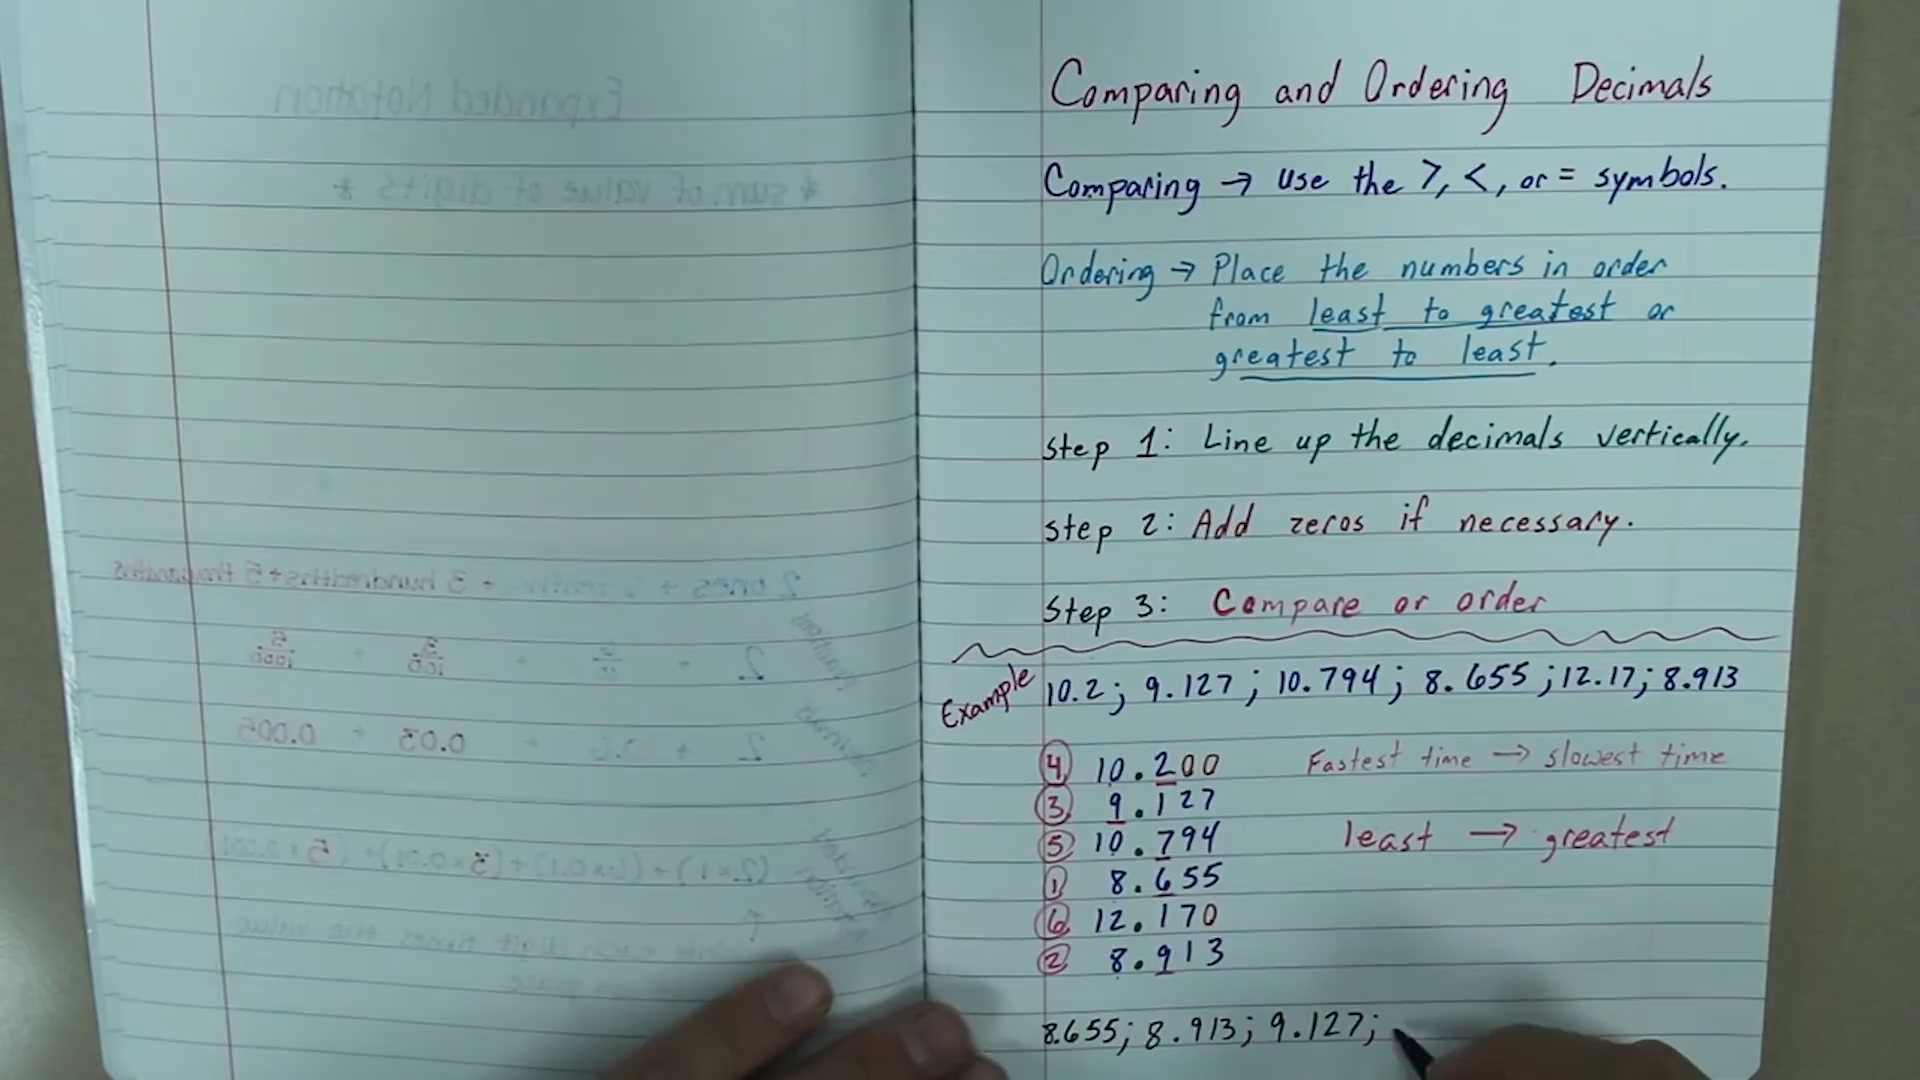 Comparing and Ordering Decimals
Comparing → use the >, <, or = symbols.
Ordering → Place the numbers in order
from least to greatest or
greatest to least.
Step 1: Line up the decimals vertically.
Step 2: Add zeros if necessary.
Step 3: Compare or order
Example 10.2; 9.127; 10.794; 8.655; 12.17; 8.913
④ 10.200 Fastest time → slowest time
③ 9.127
⑤ 10.794 least → greatest
① 8.655
⑥ 12.170
② 8.913
8.655; 8.913; 9.127;